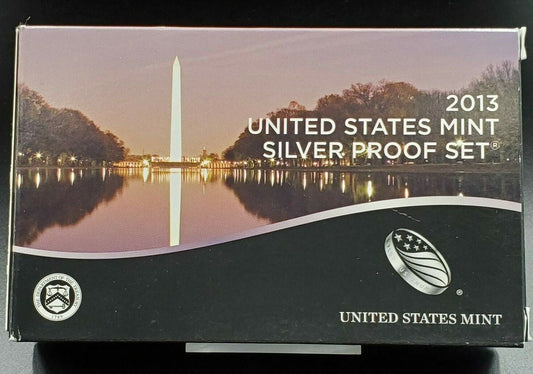 2013
UNITED STATES MINT
SILVER PROOF SET®
®
UNITED STATES MINT